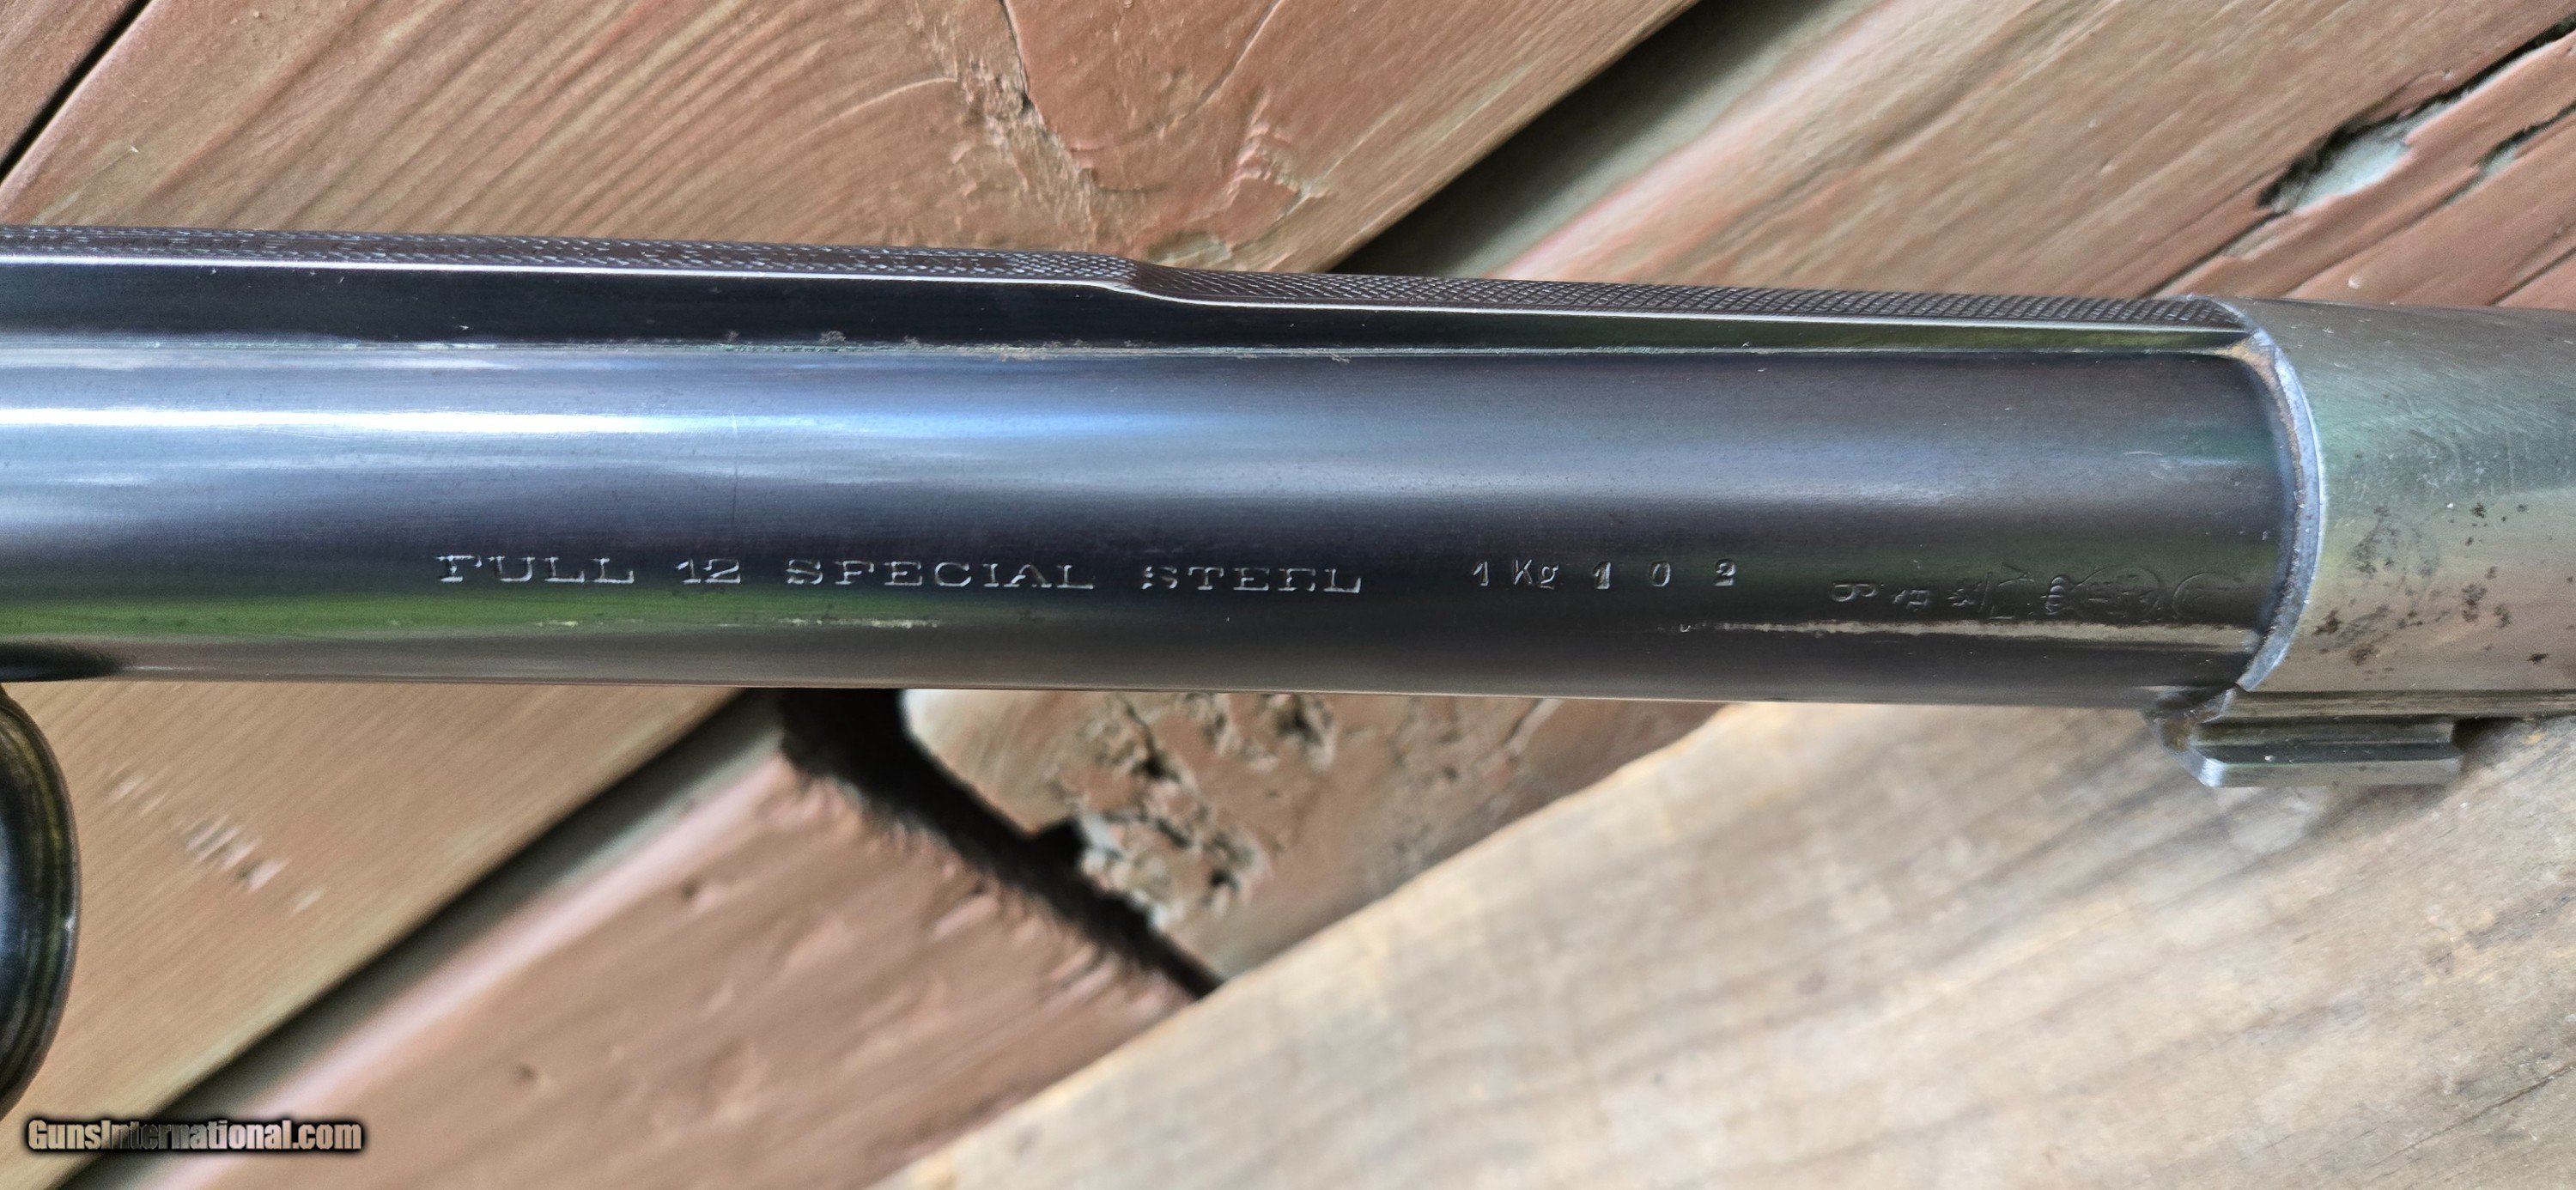 FULL 12 SPECIAL STEEL 1 Kg 1 0 2
GunsInternational.com